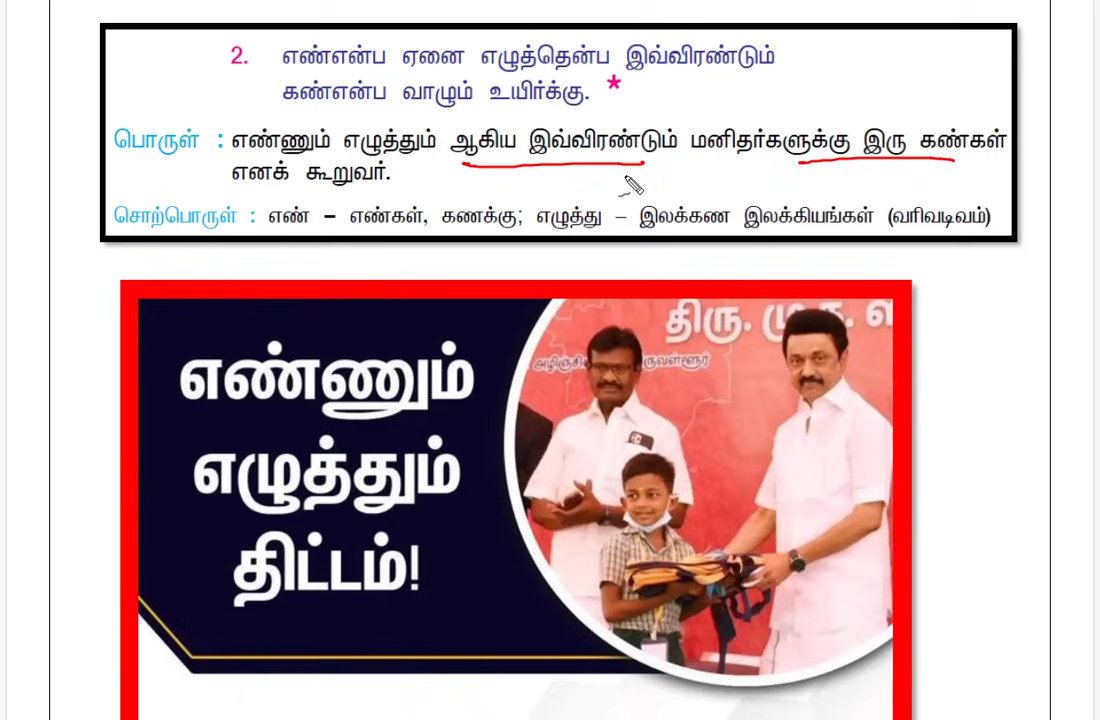 2. எண்என்ப ஏனை எழுத்தென்ப இவ்விரண்டும்
கண்என்ப வாழும் உயிர்க்கு. *
பொருள் : எண்ணும் எழுத்தும் ஆகிய இவ்விரண்டும் மனிதர்களுக்கு இரு கண்கள்
எனக் கூறுவர்.
சொற்பொருள் : எண் – எண்கள், கணக்கு; எழுத்து – இலக்கண இலக்கியங்கள் (வரிவடிவம்)
திரு. மு.க.
எண்ணும்
எழுத்தும்
திட்டம்!